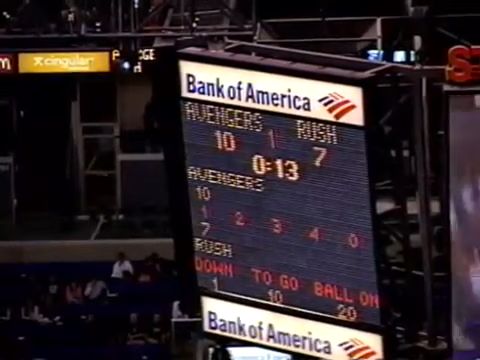 cingular
Bank of America
AVENGERS 1 RUSH
10 7
0:13
AVENGERS
10
1 2 3 4 0
7
RUSH
DOWN TO GO BALL ON
1 10 20
Bank of America